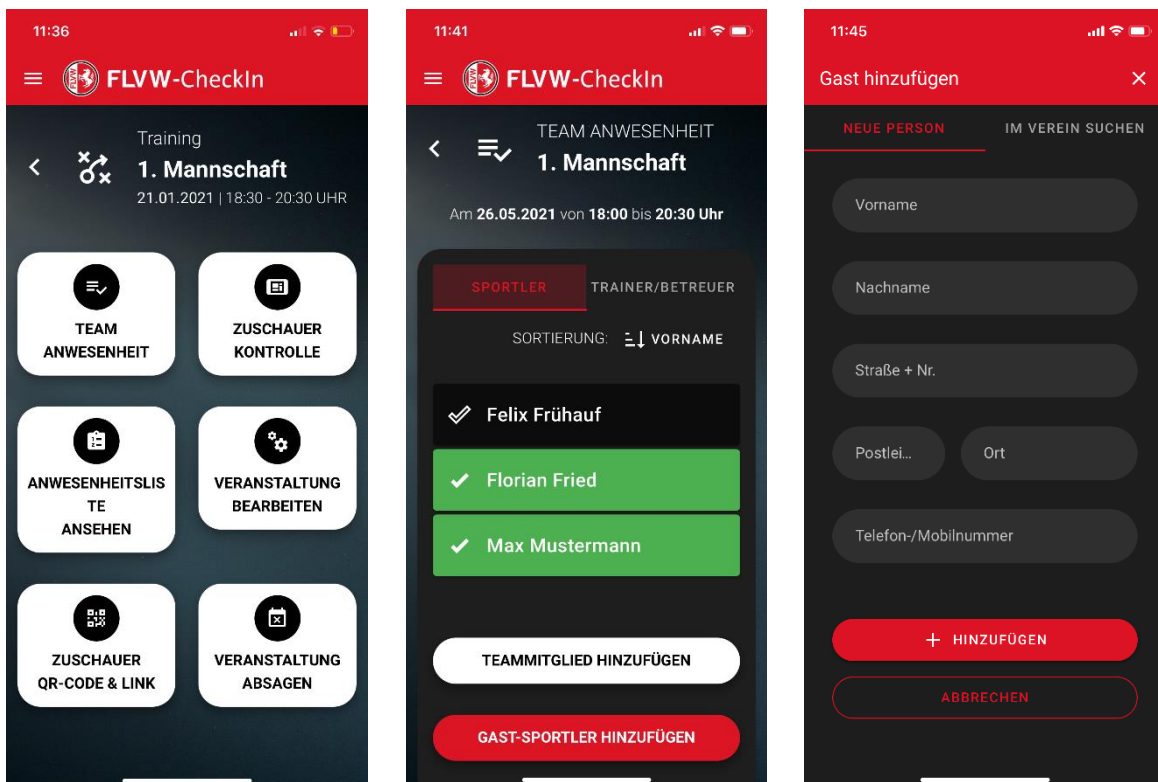 11:36
FLVW-CheckIn
Training
1. Mannschaft
21.01.2021 | 18:30 - 20:30 UHR
TEAM
ANWESENHEIT
ZUSCHAUER
KONTROLLE
ANWESENHEITSLIS
TE
ANSEHEN
VERANSTALTUNG
BEARBEITEN
ZUSCHAUER
QR-CODE & LINK
VERANSTALTUNG
ABSAGEN
11:41
FLVW-CheckIn
TEAM ANWESENHEIT
1. Mannschaft
Am 26.05.2021 von 18:00 bis 20:30 Uhr
SPORTLER
TRAINER/BETREUER
SORTIERUNG: VORNAME
Felix Frühauf
Florian Fried
Max Mustermann
TEAMMITGLIED HINZUFÜGEN
GAST-SPORTLER HINZUFÜGEN
11:45
Gast hinzufügen
NEUE PERSON
IM VEREIN SUCHEN
Vorname
Nachname
Straße + Nr.
Postlei... Ort
Telefon-/Mobilnummer
+ HINZUFÜGEN
ABBRECHEN